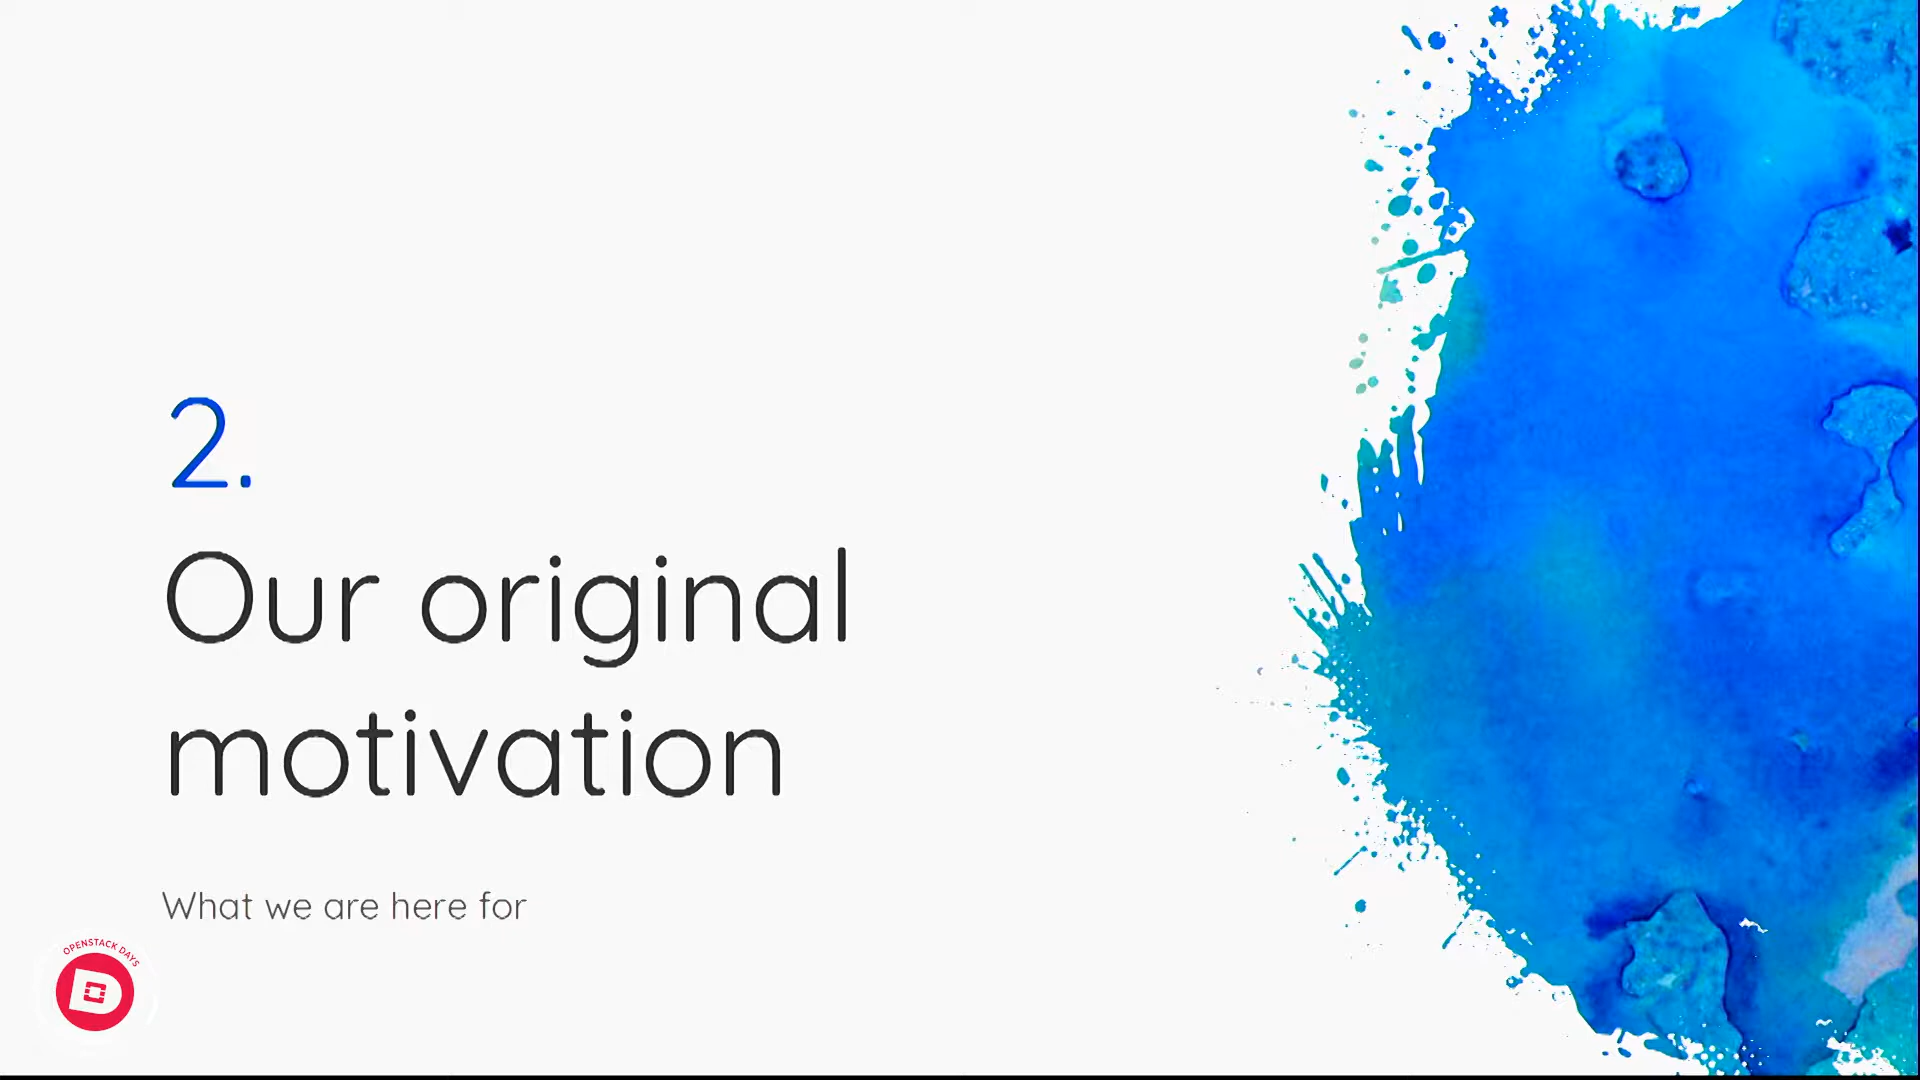 2.
Our original
motivation
What we are here for
OPENSTACK DAYS